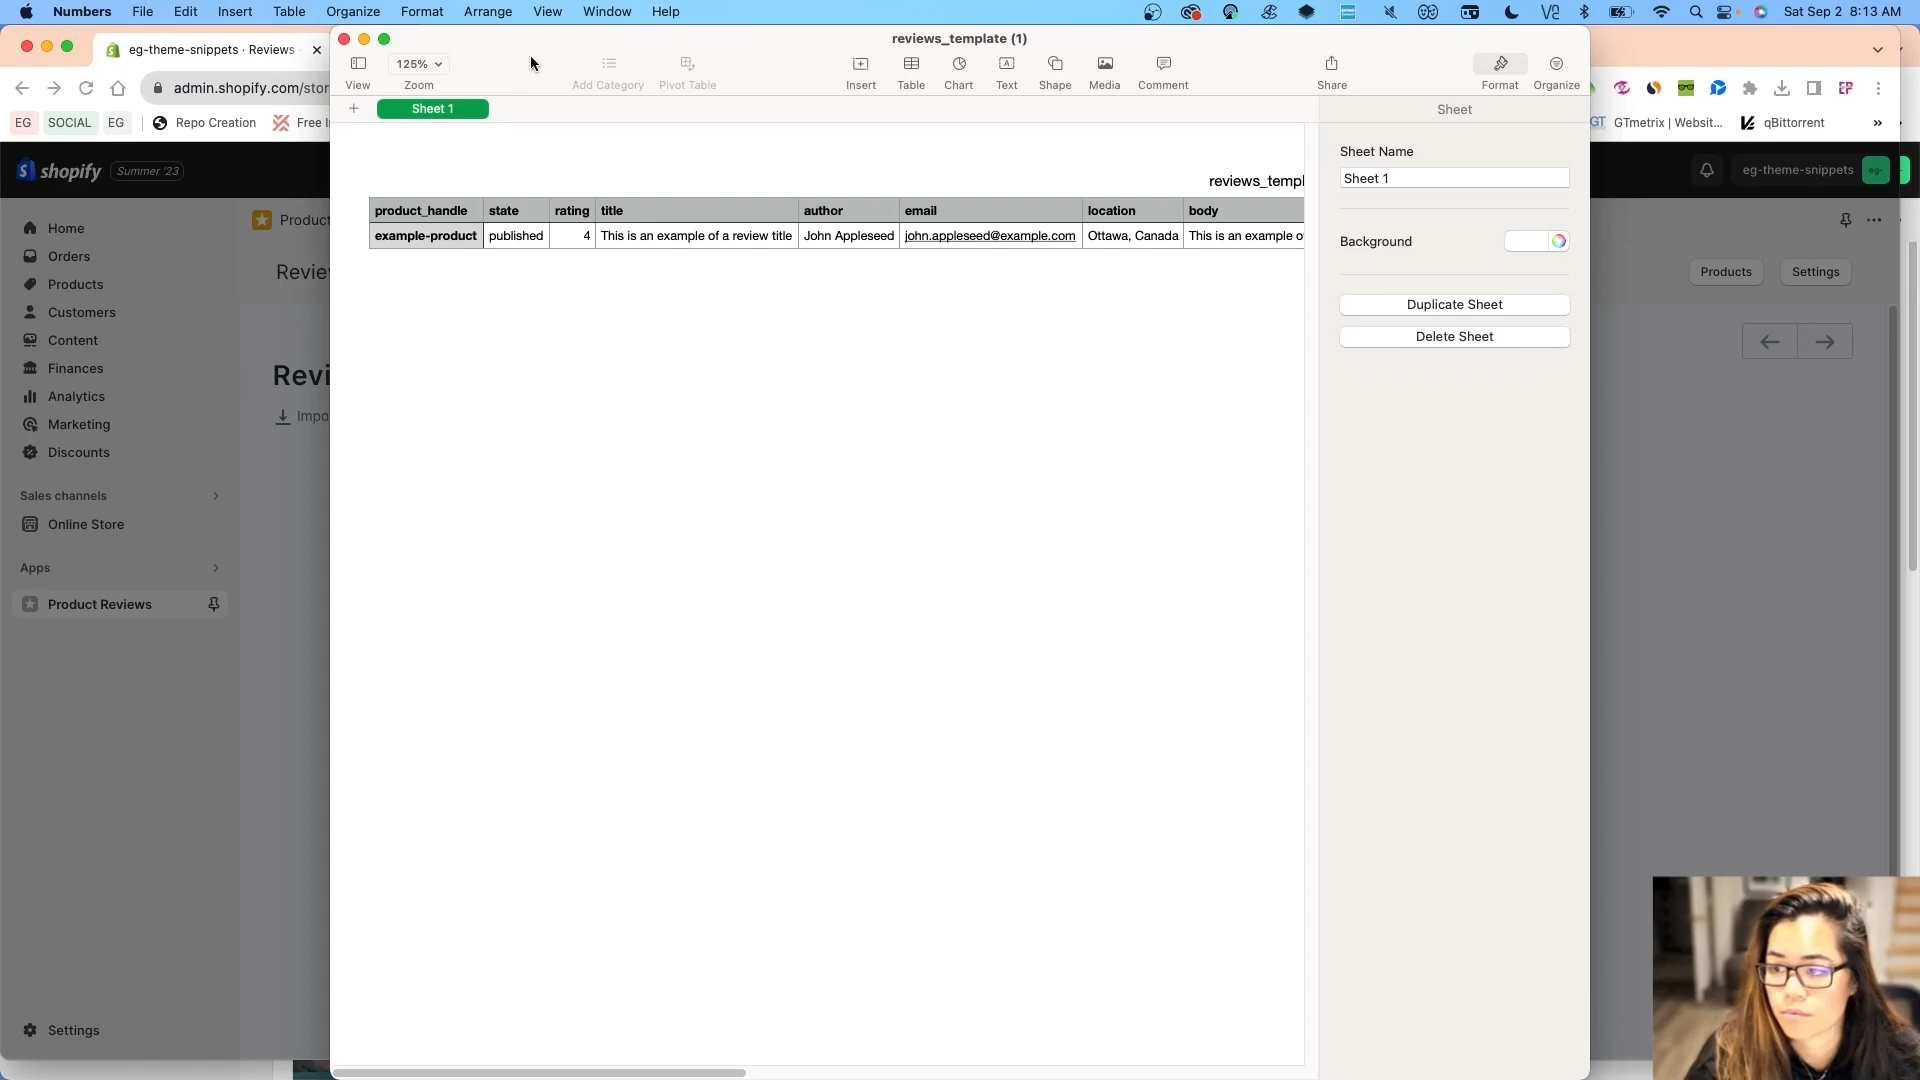 Numbers File Edit Insert Table Organize Format Arrange View Window Help
Sat Sep 2 8:13 AM
eg-theme-snippets · Reviews
reviews_template (1)
125%
View Zoom Add Category Pivot Table Insert Table Chart Text Shape Media Comment Share Format Organize
admin.shopify.com/stor
Sheet 1
Sheet
EG SOCIAL EG Repo Creation Free I
GT GTmetrix | Websit... qBittorrent »
Sheet Name
Sheet 1
shopify Summer '23
eg-theme-snippets eg-
reviews_templ
product_handle state rating title author email location body
example-product published 4 This is an example of a review title John Appleseed john.appleseed@example.com Ottawa, Canada This is an example o
Background
Duplicate Sheet
Delete Sheet
Home
Orders
Products
Customers
Content
Finances
Analytics
Marketing
Discounts
Sales channels
Online Store
Apps
Product Reviews
Settings
Product
Revie
Products Settings
Revi
Impo